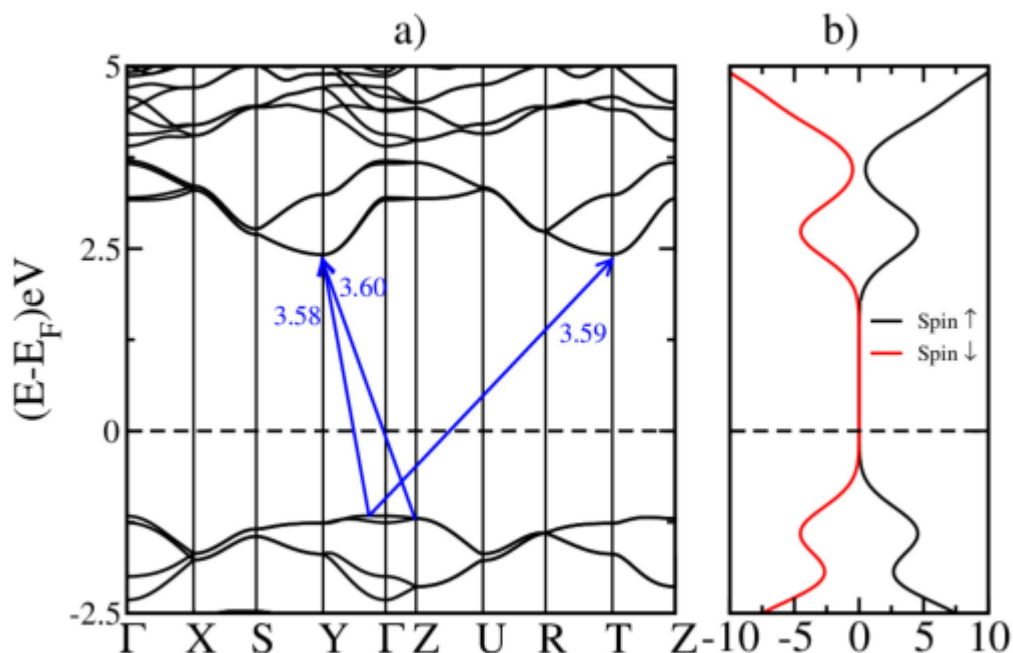 a)
b)
5
2.5
0
-2.5
(E-E_F)eV
3.60
3.58
3.59
Spin ↑
Spin ↓
Γ X S Y Γ Z U R T Z
-10 -5 0 5 10